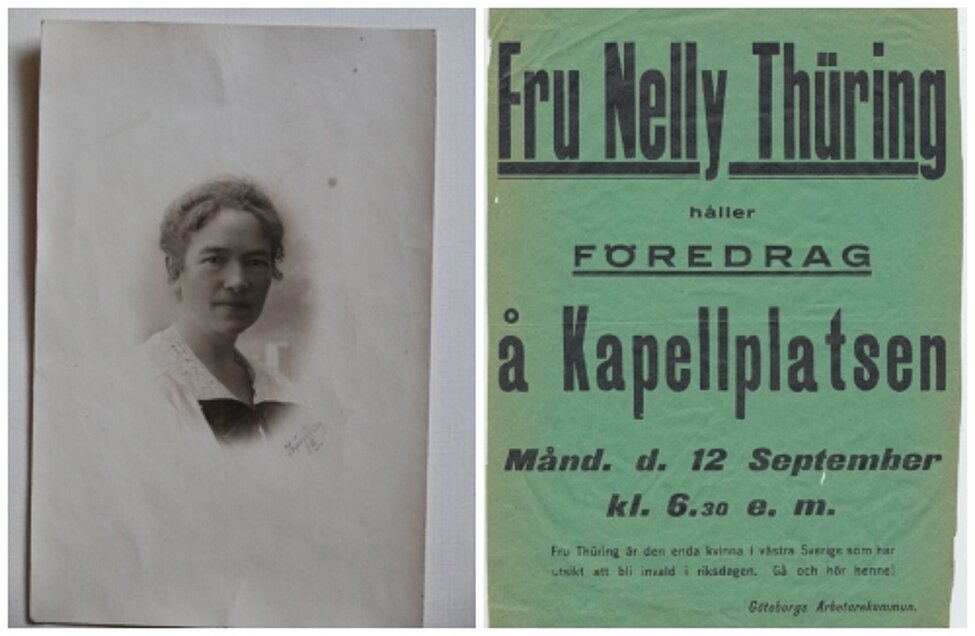 Thüring
Fru Nelly Thüring
håller
FÖREDRAG
å Kapellplatsen
Månd. d. 12 September
kl. 6.30 e. m.
Fru Thüring är den enda kvinna i västra Sverige som har
utsikt att bli invald i riksdagen. Gå och hör henne!
Göteborgs Arbetarekommun.